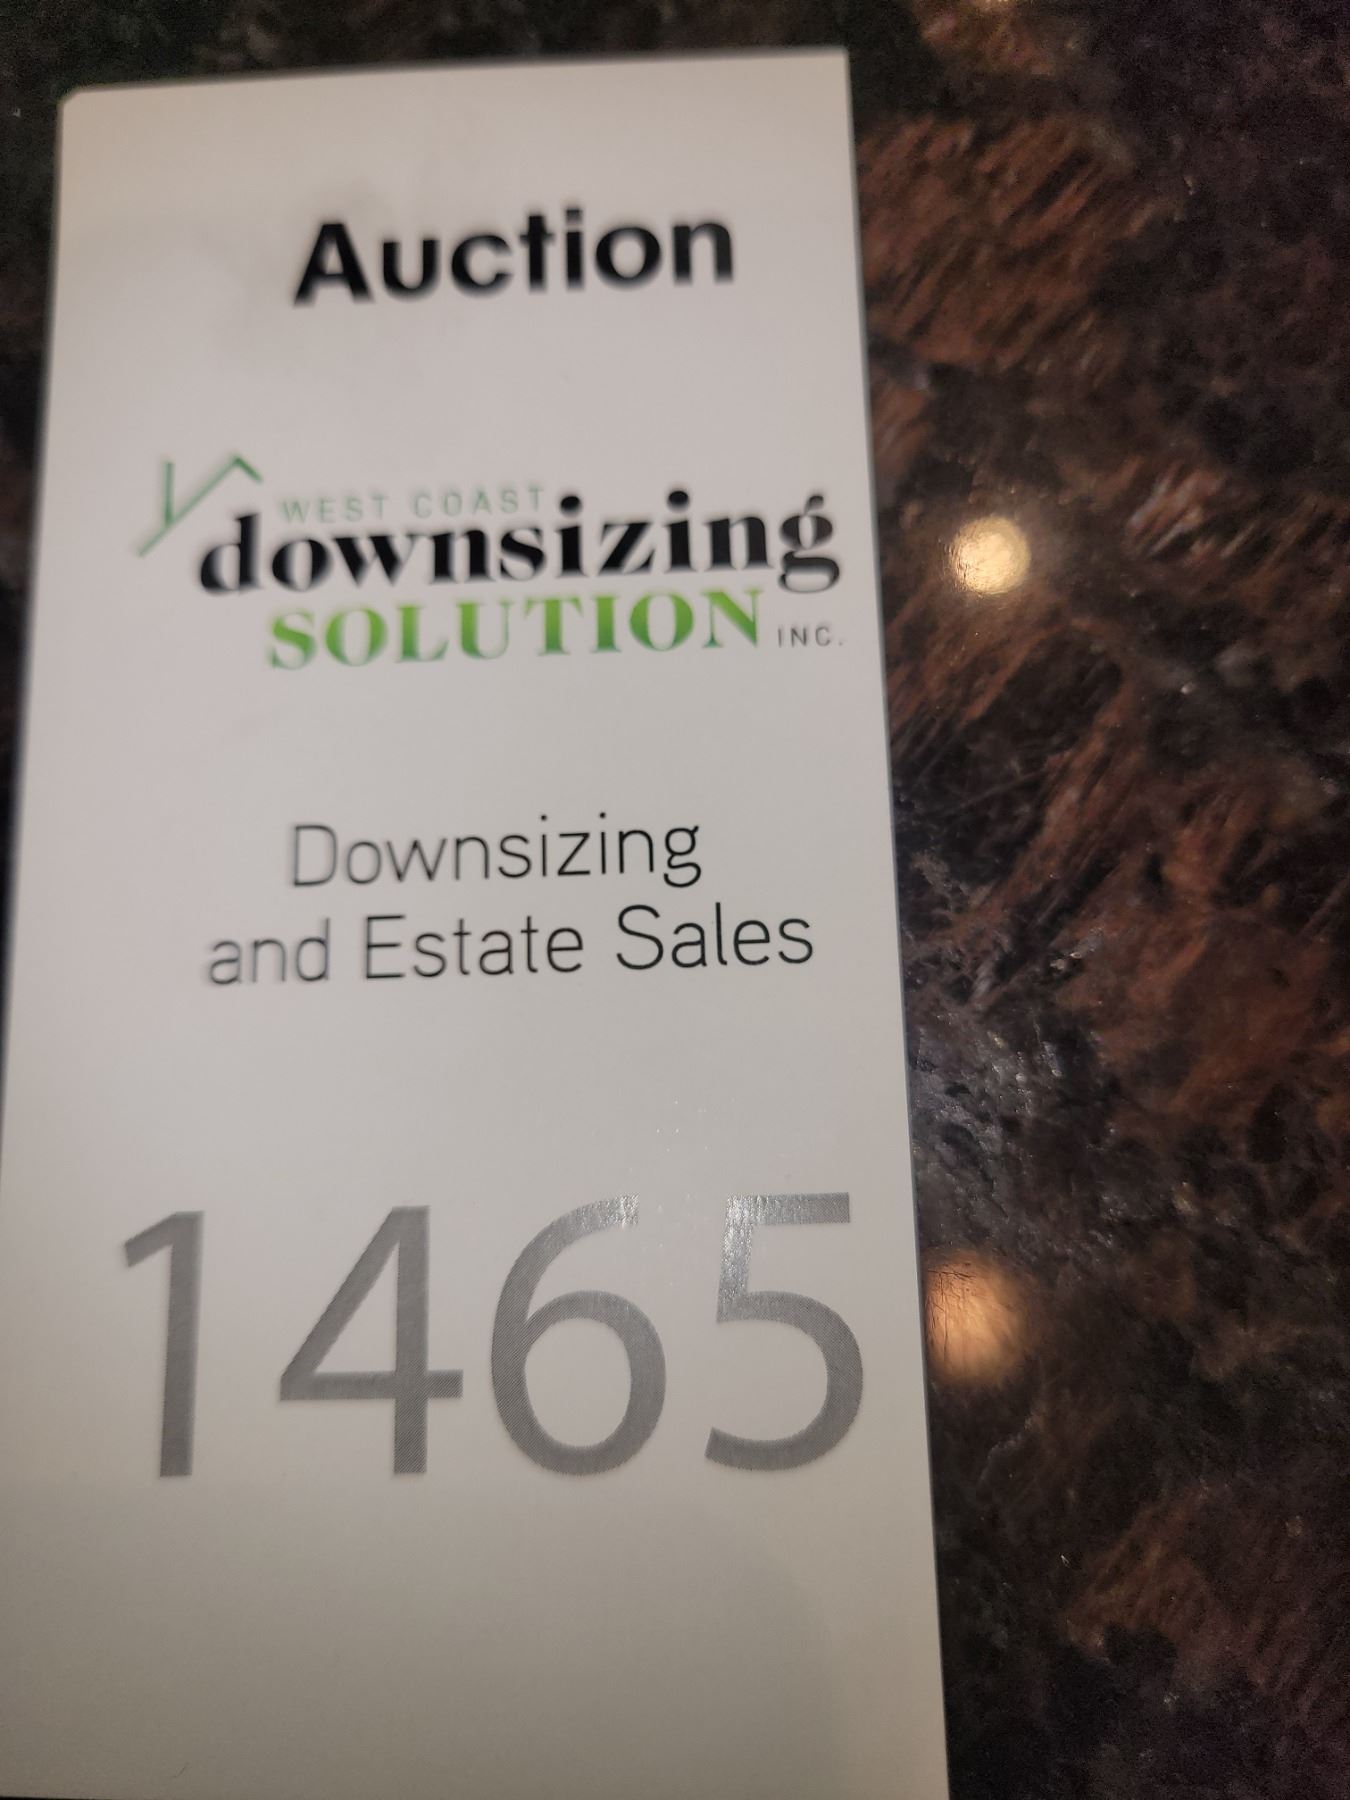 Auction
WEST COAST
downsizing
SOLUTION INC.
Downsizing
and Estate Sales
1465